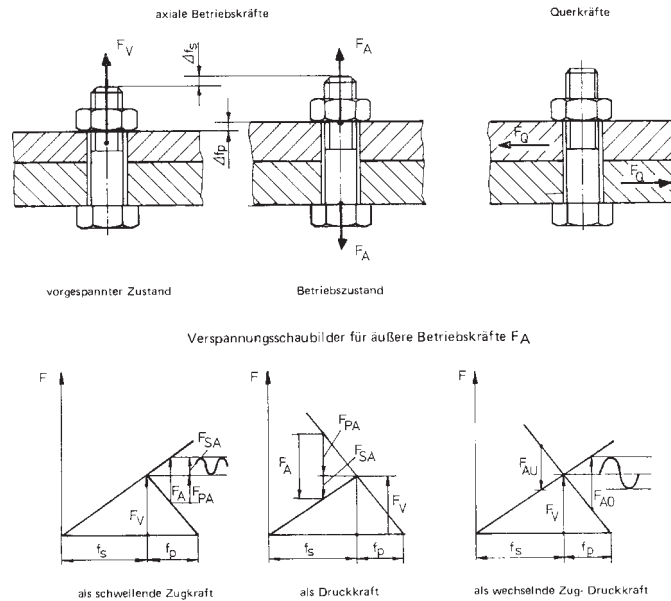 axiale Betriebskräfte
Querkräfte
F_V
Δf_s
F_A
Δf_p
F_A
F_Q
F_Q
vorgespannter Zustand
Betriebszustand
Verspannungsschaubilder für äußere Betriebskräfte F_A
F
F_SA
F_A
F_PA
F_V
f_s
f_p
als schwellende Zugkraft
F
F_PA
F_SA
F_A
F_V
f_s
f_p
als Druckkraft
F
F_AU
F_AO
F_V
f_s
f_p
als wechselnde Zug- Druckkraft